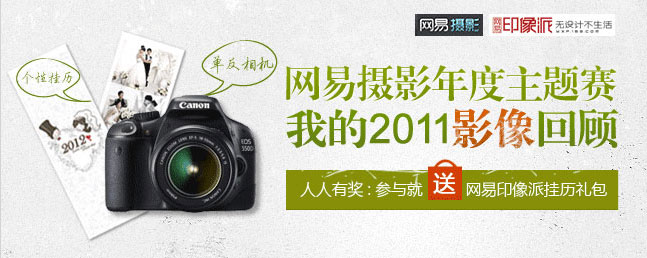 网易 摄影
网易 印像派 无设计不生活
个性挂历
单反相机
2012
Canon
EOS
网易摄影年度主题赛
我的2011影像回顾
人人有奖:参与就 送 网易印像派挂历礼包